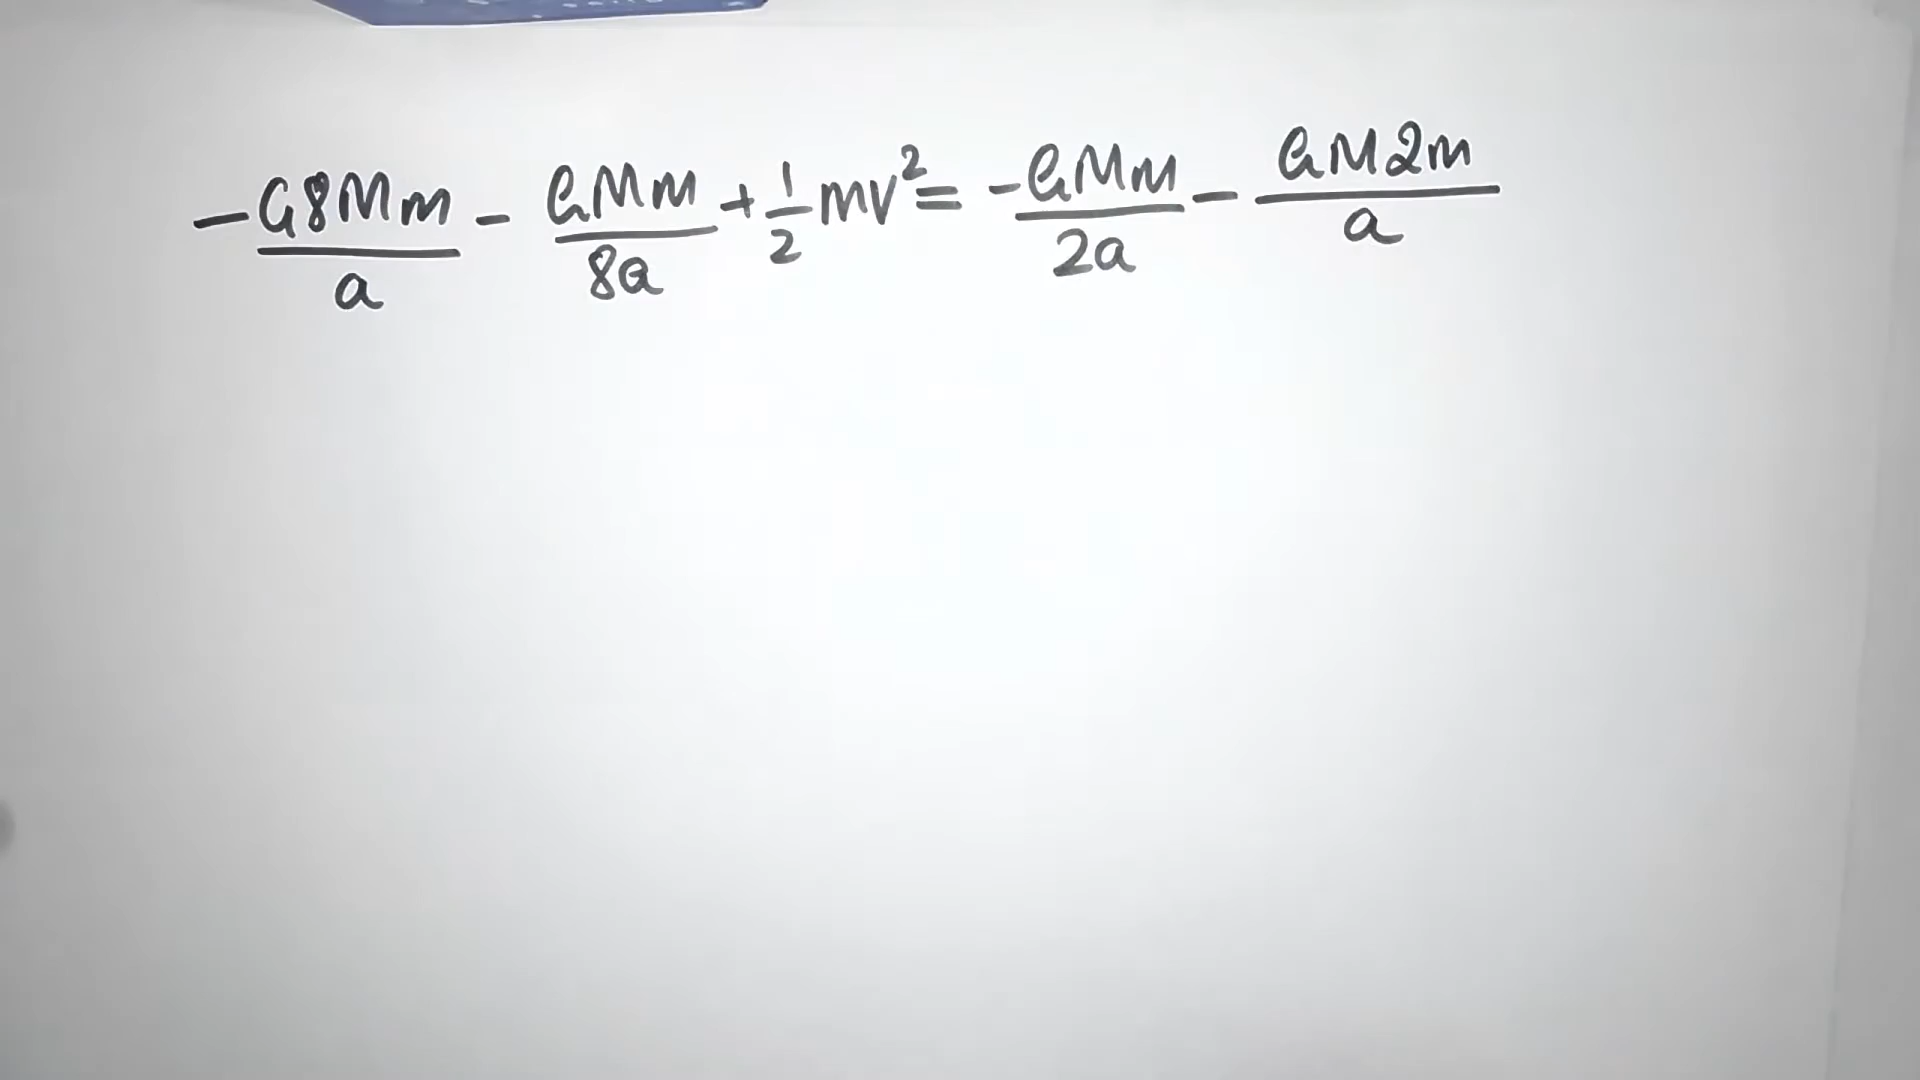 -G8Mm/a - GMm/8a + 1/2 mv² = -GMm/2a - GM2m/a